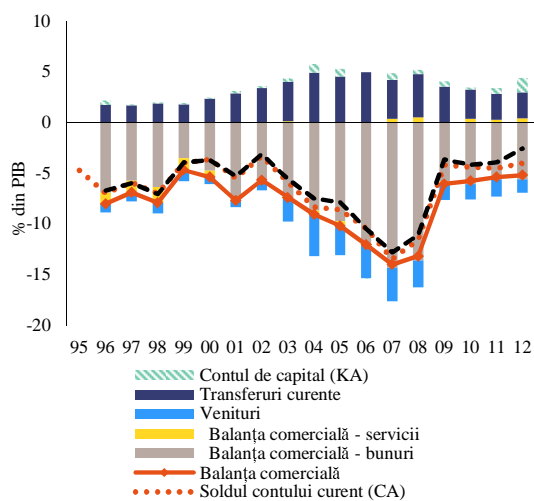 10
5
0
-5
-10
-15
-20
% din PIB
95 96 97 98 99 00 01 02 03 04 05 06 07 08 09 10 11 12
Contul de capital (KA)
Transferuri curente
Venituri
Balanța comercială - servicii
Balanța comercială - bunuri
Balanța comercială
Soldul contului curent (CA)